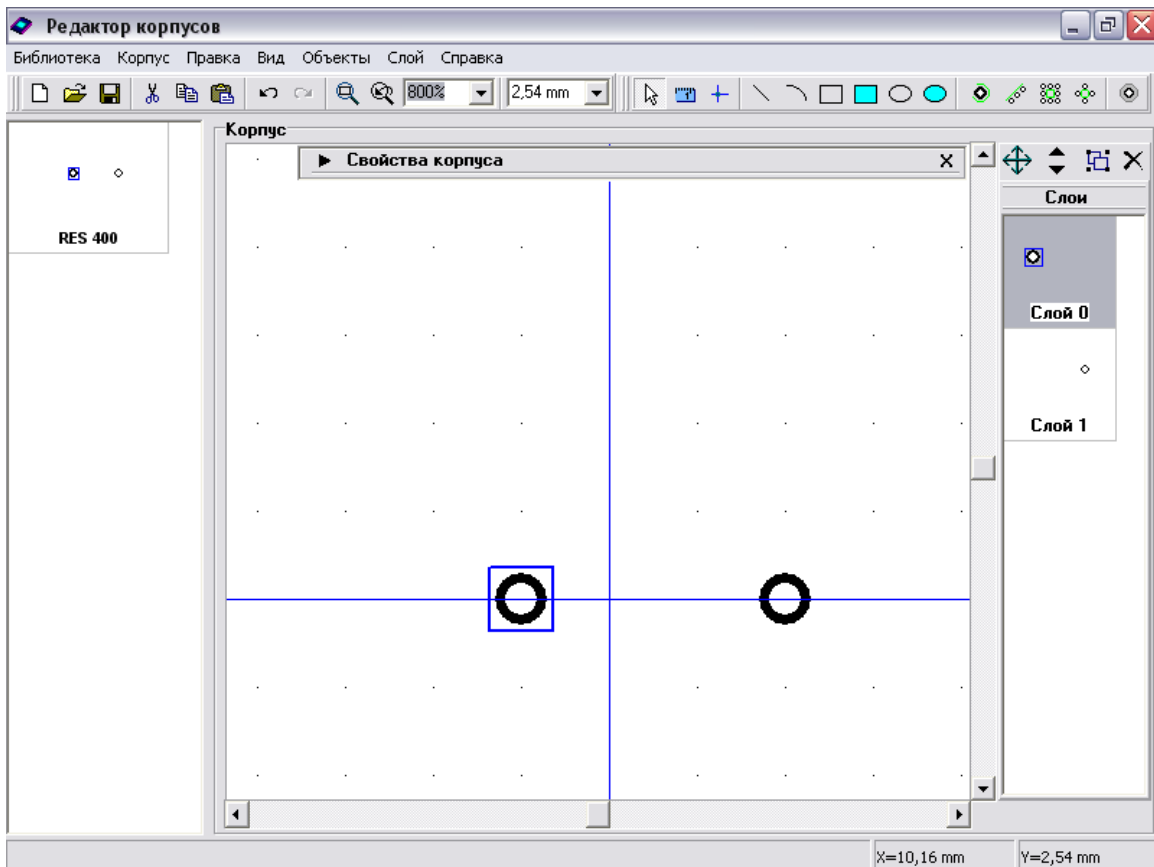 Редактор корпусов
Библиотека Корпус Правка Вид Объекты Слой Справка
800% 2,54 mm
Корпус
Свойства корпуса
RES 400
Слои
Слой 0
Слой 1
X=10,16 mm Y=2,54 mm